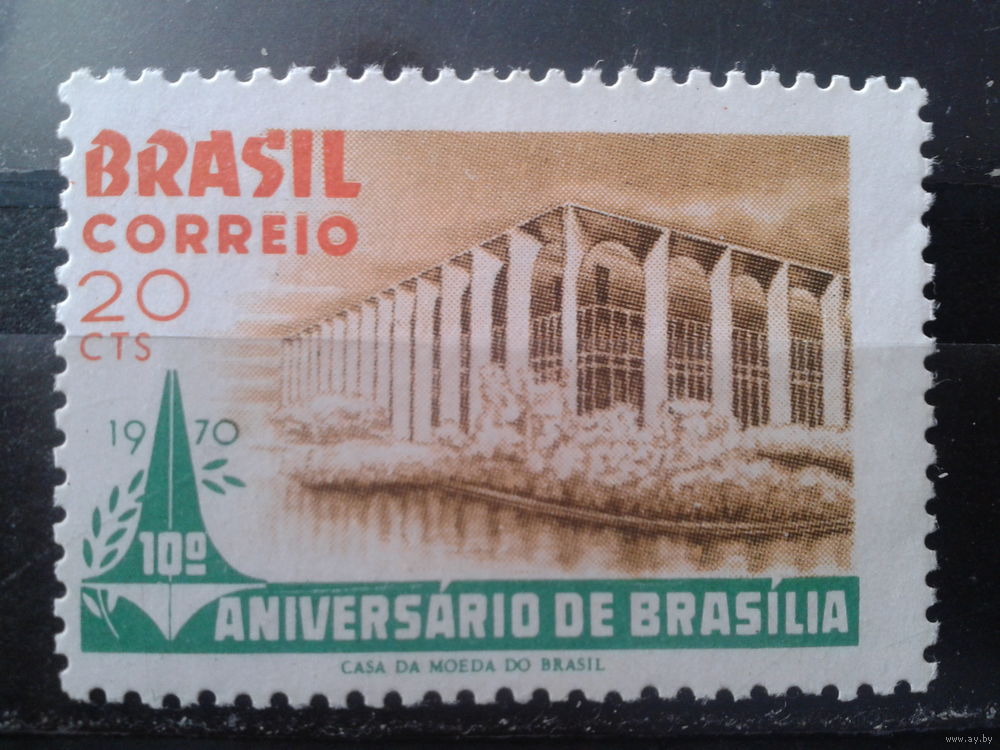 BRASIL
CORREIO
20
CTS
1970
10º
ANIVERSÁRIO DE BRASÍLIA
CASA DA MOEDA DO BRASIL
www.ay.by